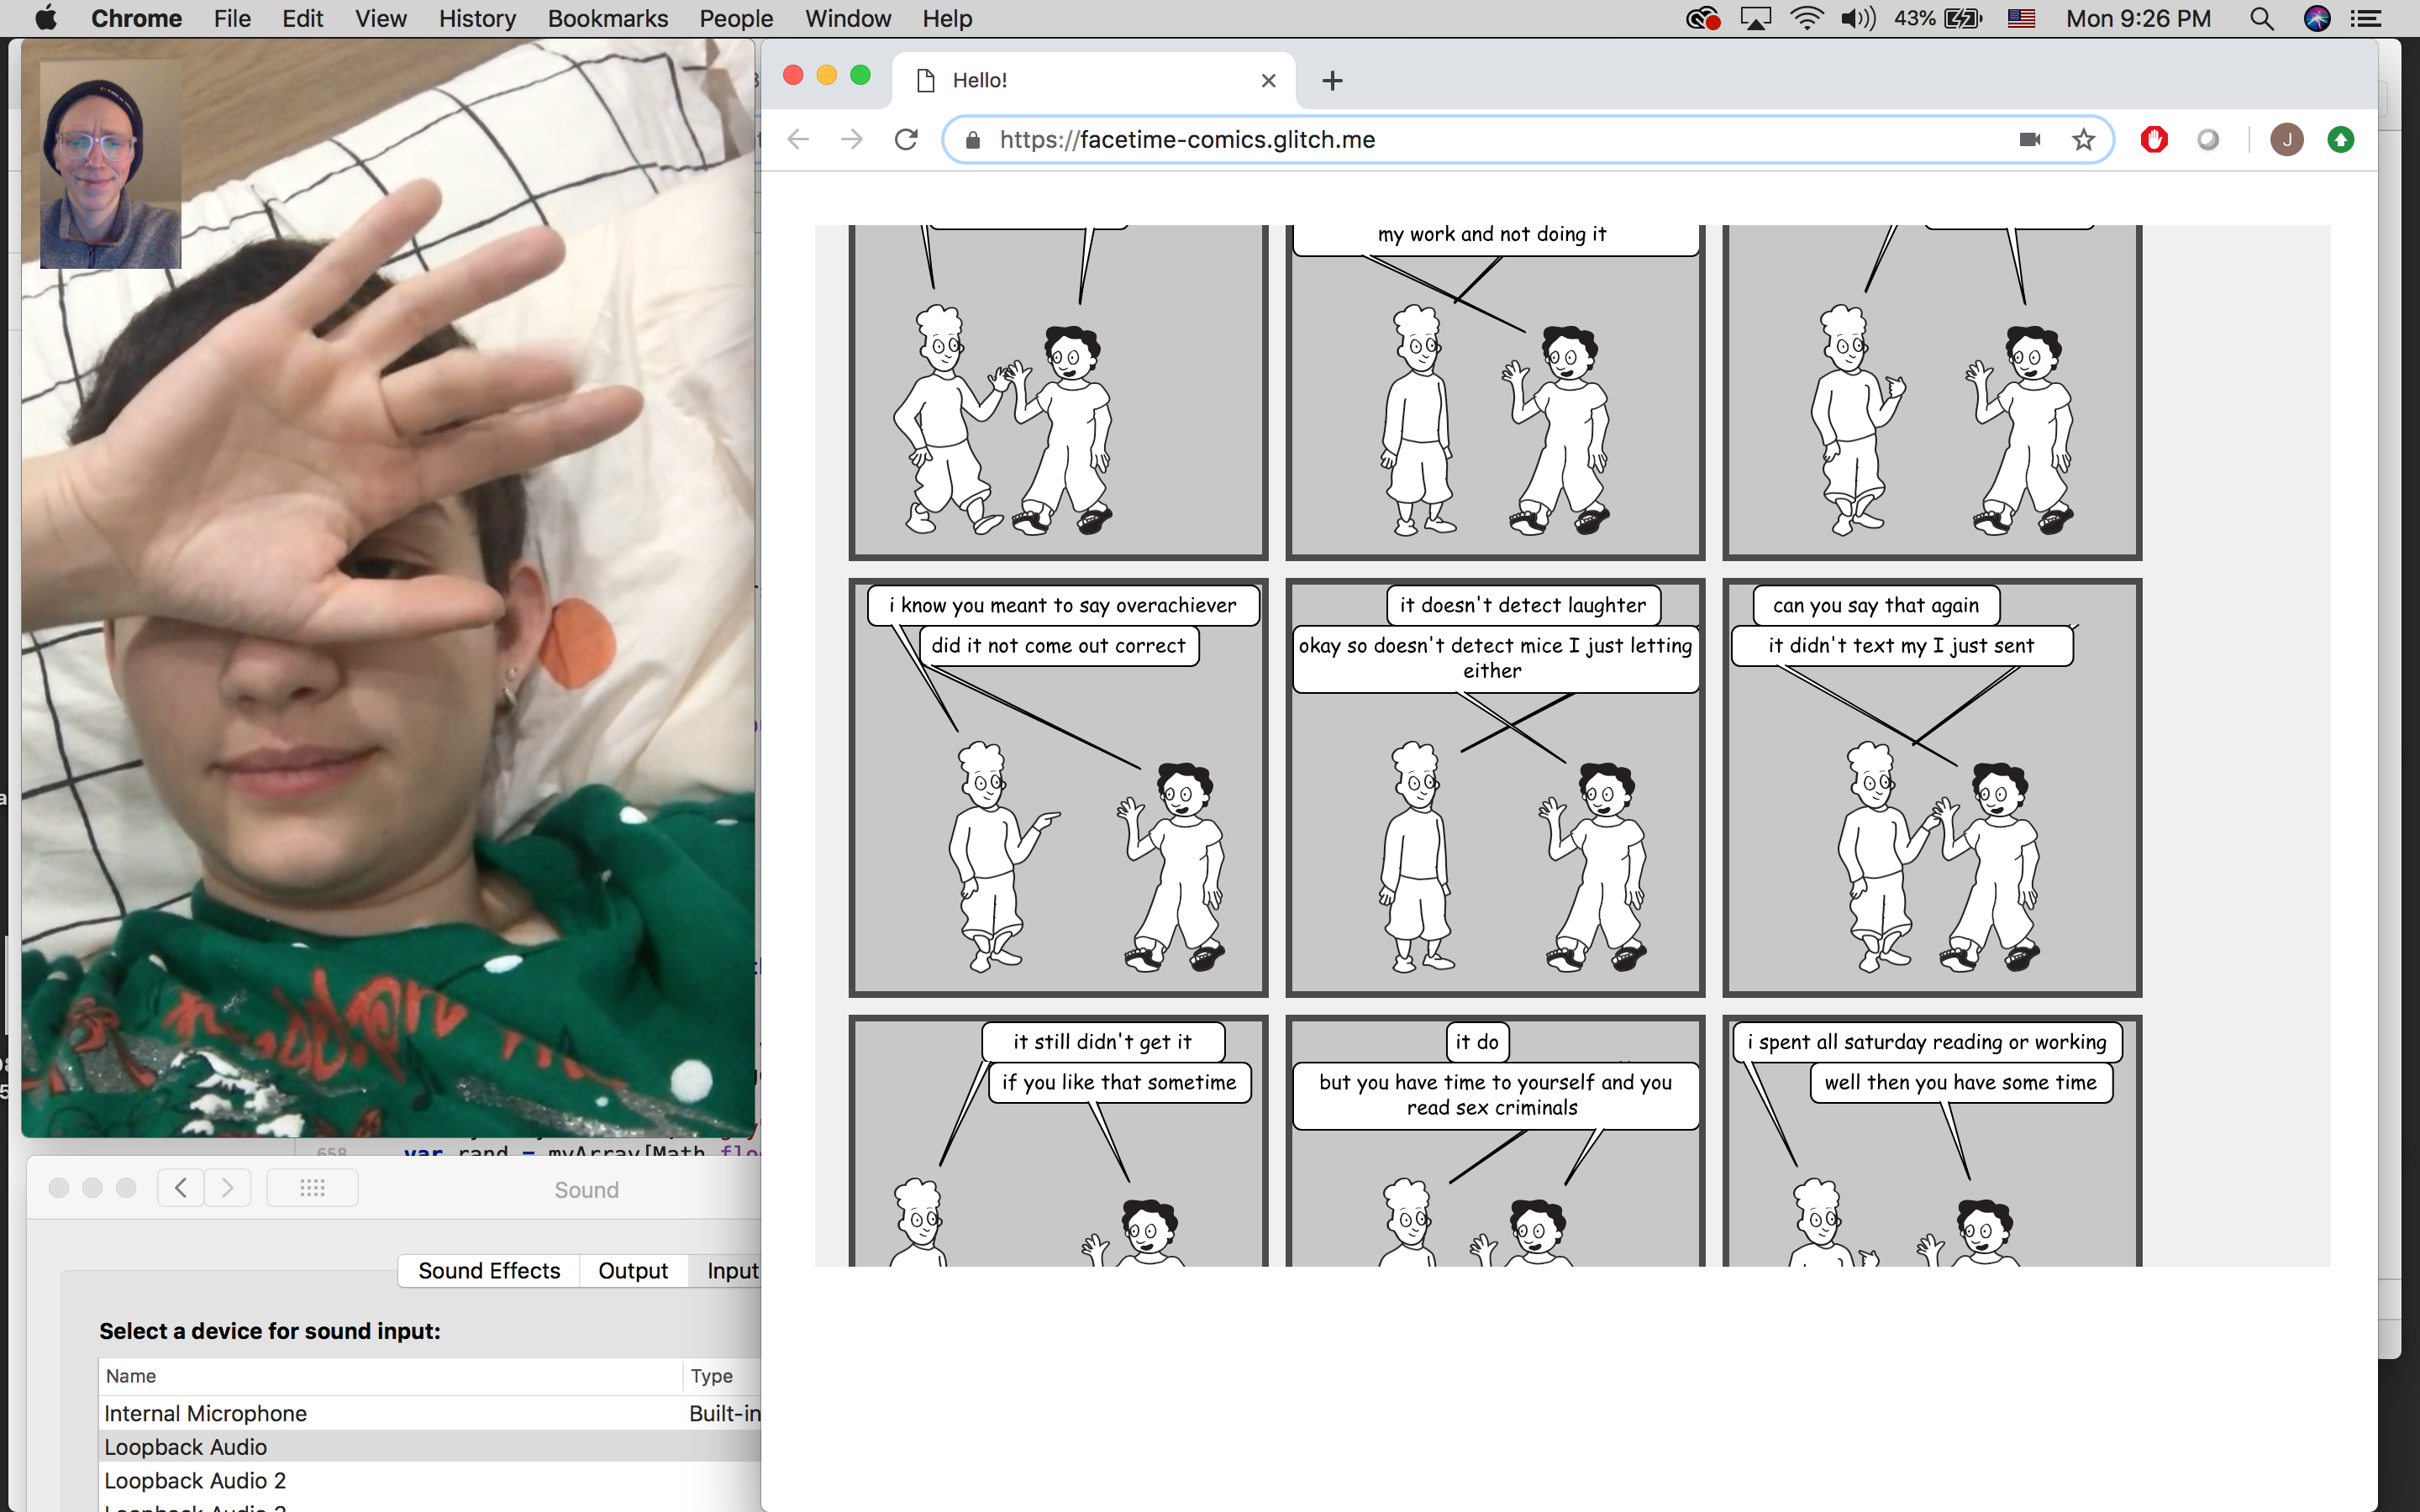 Chrome File Edit View History Bookmarks People Window Help 43% Mon 9:26 PM
Hello!
https://facetime-comics.glitch.me
J
my work and not doing it
i know you meant to say overachiever
did it not come out correct
it doesn't detect laughter
okay so doesn't detect mice I just letting
either
can you say that again
it didn't text my I just sent
it still didn't get it
if you like that sometime
it do
but you have time to yourself and you
read sex criminals
i spent all saturday reading or working
well then you have some time
658 var rand = myArray[Math.floo
Sound
Sound Effects Output Input
Select a device for sound input:
Name Type
Internal Microphone Built-in
Loopback Audio
Loopback Audio 2